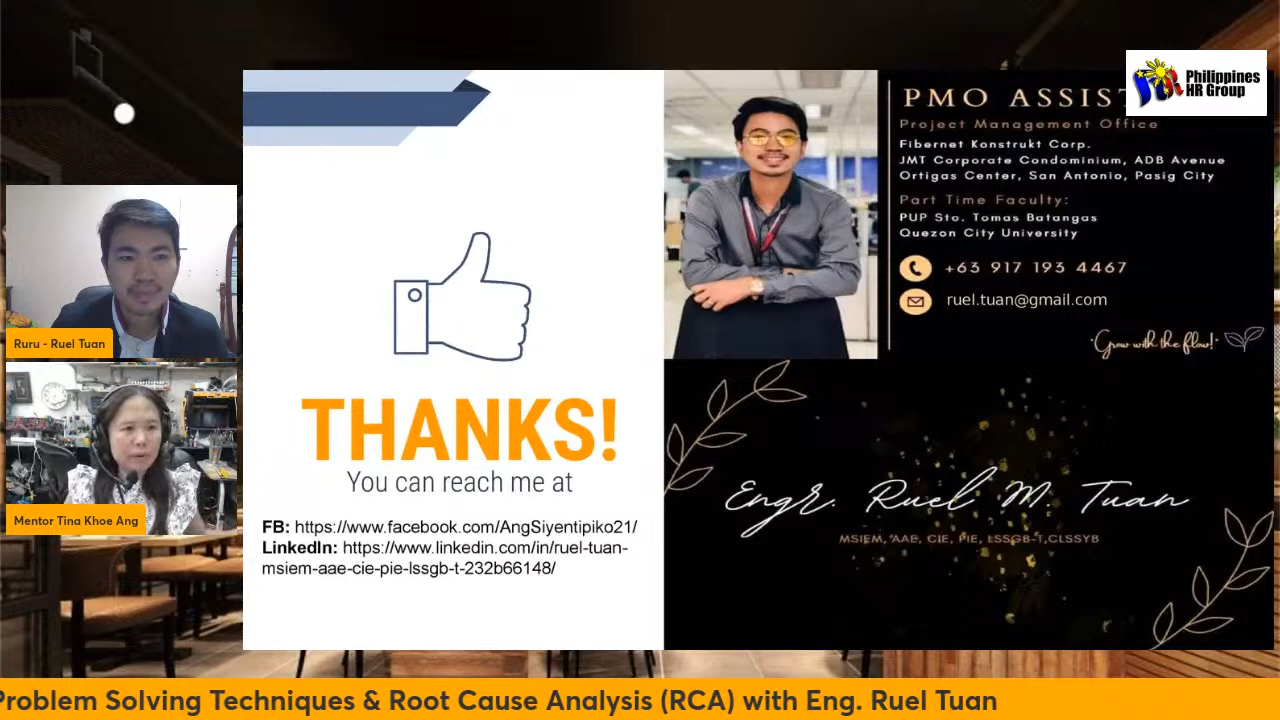 Philippines
HR Group
PMO ASSIST
Project Management Office
Fibernet Konstrukt Corp.
JMT Corporate Condominium, ADB Avenue
Ortigas Center, San Antonio, Pasig City
Part Time Faculty:
PUP Sto. Tomas Batangas
Quezon City University
+63 917 193 4467
ruel.tuan@gmail.com
"Grow with the flow!"
Ruru - Ruel Tuan
Mentor Tina Khoe Ang
THANKS!
You can reach me at
FB: https://www.facebook.com/AngSiyentipiko21/
LinkedIn: https://www.linkedin.com/in/ruel-tuan-
msiem-aae-cie-pie-lssgb-t-232b66148/
Engr. Ruel M. Tuan
MSIEM, AAE, CIE, PIE, LSSGB-T,CLSSYB
Problem Solving Techniques & Root Cause Analysis (RCA) with Eng. Ruel Tuan